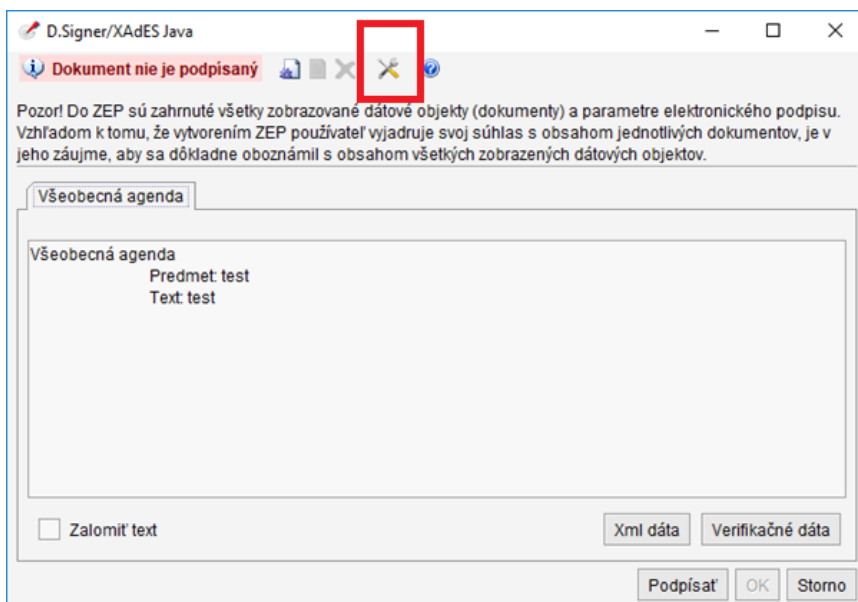 D.Signer/XAdES Java
Dokument nie je podpísaný
Pozor! Do ZEP sú zahrnuté všetky zobrazované dátové objekty (dokumenty) a parametre elektronického podpisu.
Vzhľadom k tomu, že vytvorením ZEP používateľ vyjadruje svoj súhlas s obsahom jednotlivých dokumentov, je v
jeho záujme, aby sa dôkladne oboznámil s obsahom všetkých zobrazených dátových objektov.
Všeobecná agenda
Všeobecná agenda
Predmet: test
Text: test
Zalomiť text
Xml dáta
Verifikačné dáta
Podpísať
OK
Storno